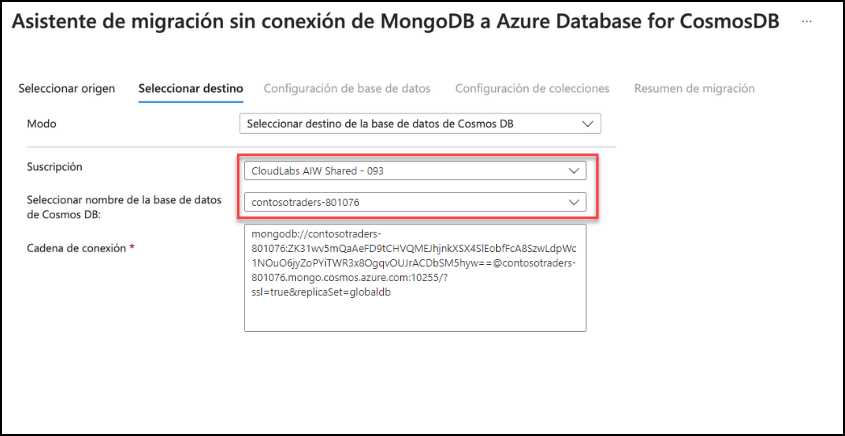 Asistente de migración sin conexión de MongoDB a Azure Database for CosmosDB ...
Seleccionar origen Seleccionar destino Configuración de base de datos Configuración de colecciones Resumen de migración
Modo Seleccionar destino de la base de datos de Cosmos DB
Suscripción CloudLabs AIW Shared - 093
Seleccionar nombre de la base de datos
de Cosmos DB:
contosotraders-801076
Cadena de conexión *
mongodb://contosotraders-
801076:ZK31wv5mQaAeFD9tCHVQMEJhjnkXSX4SlEobfFcA8SzwLdpWc
1NOuO6jyZoPYiTWR3x8OgqvOUJrACDbSM5hyw==@contosotraders-
801076.mongo.cosmos.azure.com:10255/?
ssl=true&replicaSet=globaldb